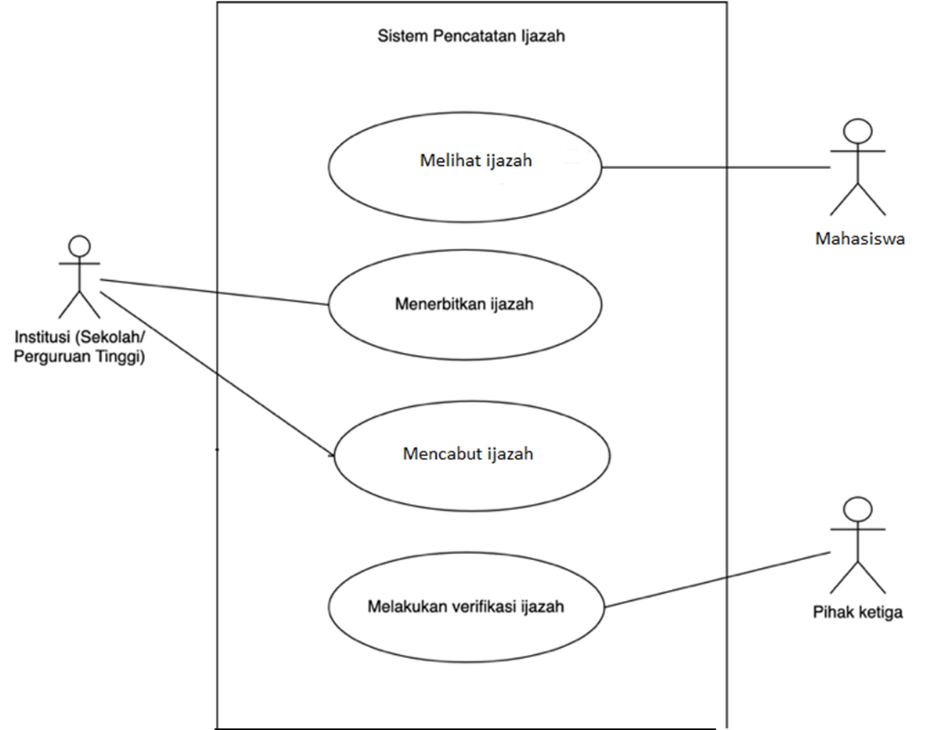 Sistem Pencatatan Ijazah
Melihat ijazah
Mahasiswa
Menerbitkan ijazah
Institusi (Sekolah/
Perguruan Tinggi)
Mencabut ijazah
Melakukan verifikasi ijazah
Pihak ketiga